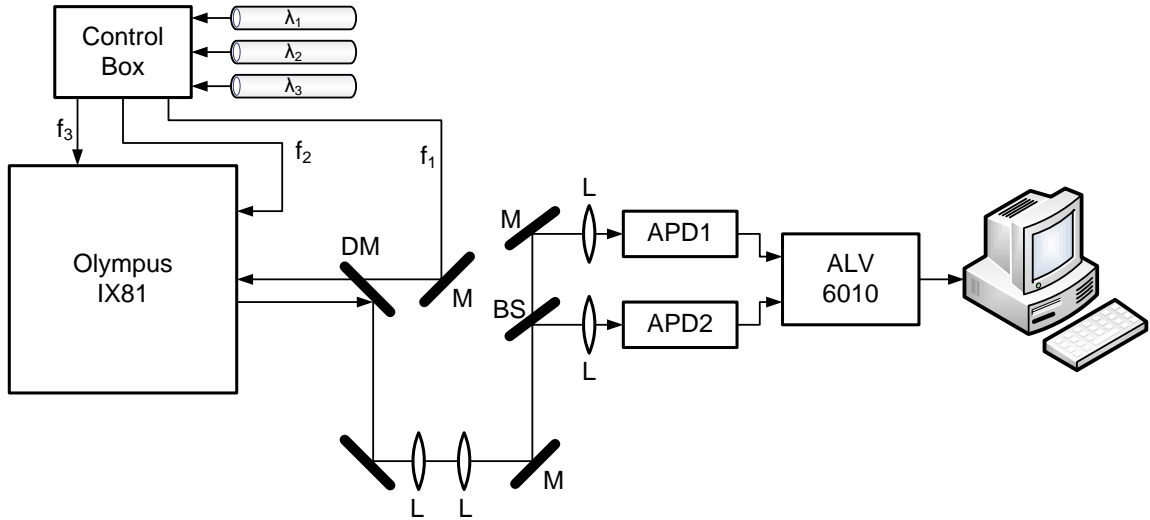 Control
Box
λ1
λ2
λ3
f3
f2
f1
Olympus
IX81
DM
M
M
BS
L
APD1
L
APD2
ALV
6010
L
L
M